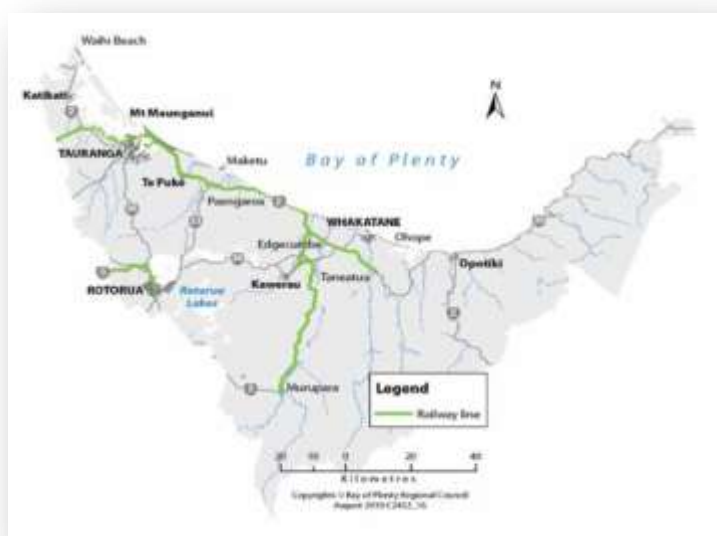 Waihi Beach
Katikati
N
Mt Maunganui
TAURANGA
Maketu
Bay of Plenty
Te Puke
Paengaroa
WHAKATANE
Edgecumbe
Ohope
Opotiki
Kawerau
Taneatua
ROTORUA
Rotorua
Lakes
Murupara
Legend
Railway line
20 10 0 20 40
Kilometres
Copyright © Bay of Plenty Regional Council